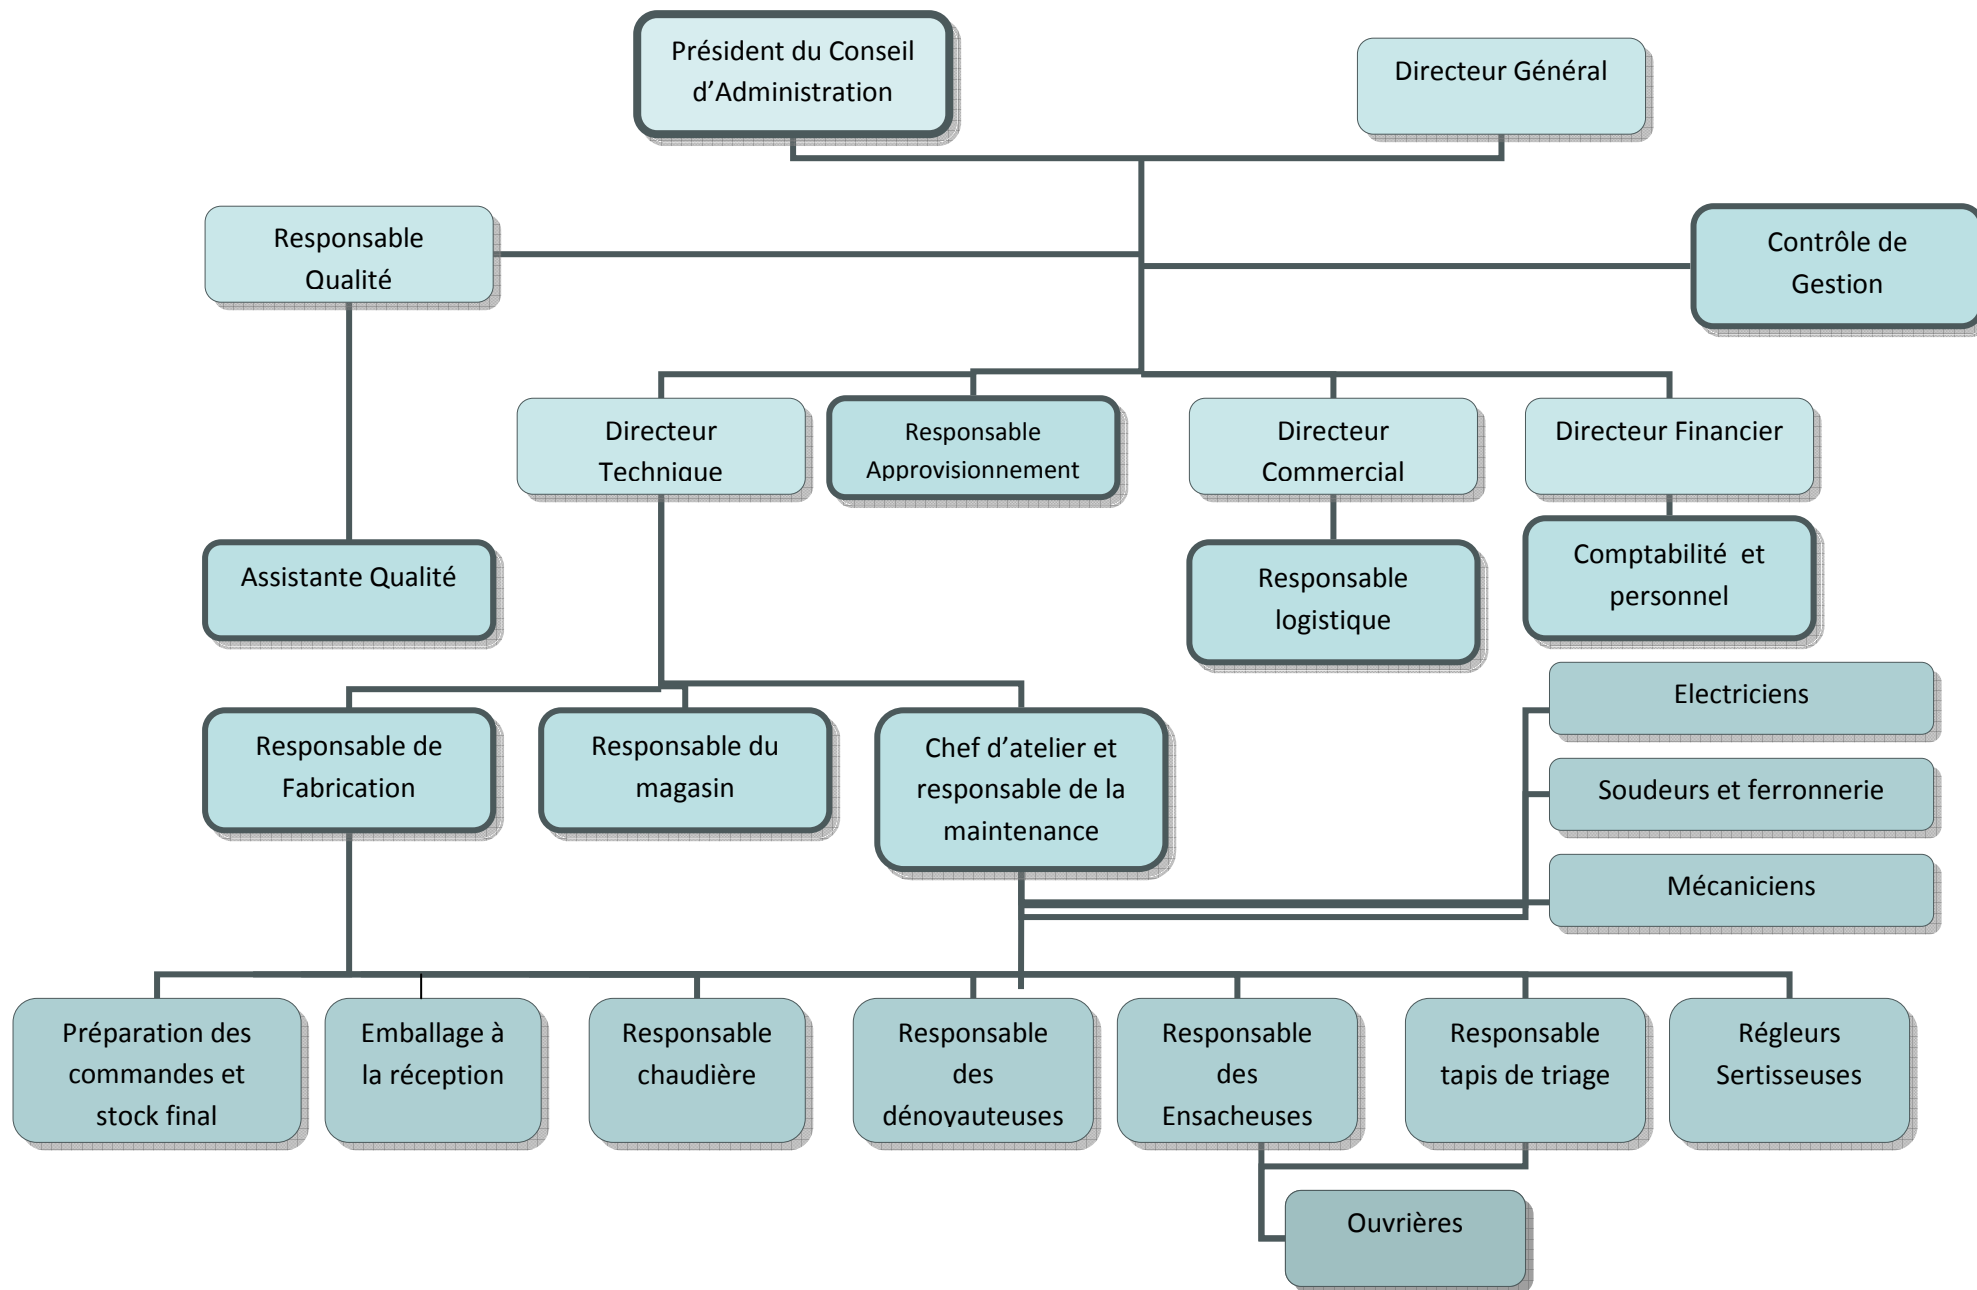 Président du Conseil
d’Administration
Directeur Général
Responsable
Qualité
Contrôle de
Gestion
Directeur
Technique
Responsable
Approvisionnement
Directeur
Commercial
Directeur Financier
Assistante Qualité
Responsable
logistique
Comptabilité et
personnel
Electriciens
Soudeurs et ferronnerie
Mécaniciens
Responsable de
Fabrication
Responsable du
magasin
Chef d’atelier et
responsable de la
maintenance
Préparation des
commandes et
stock final
Emballage à
la réception
Responsable
chaudière
Responsable
des
dénoyauteuses
Responsable
des
Ensacheuses
Responsable
tapis de triage
Régleurs
Sertisseuses
Ouvrières